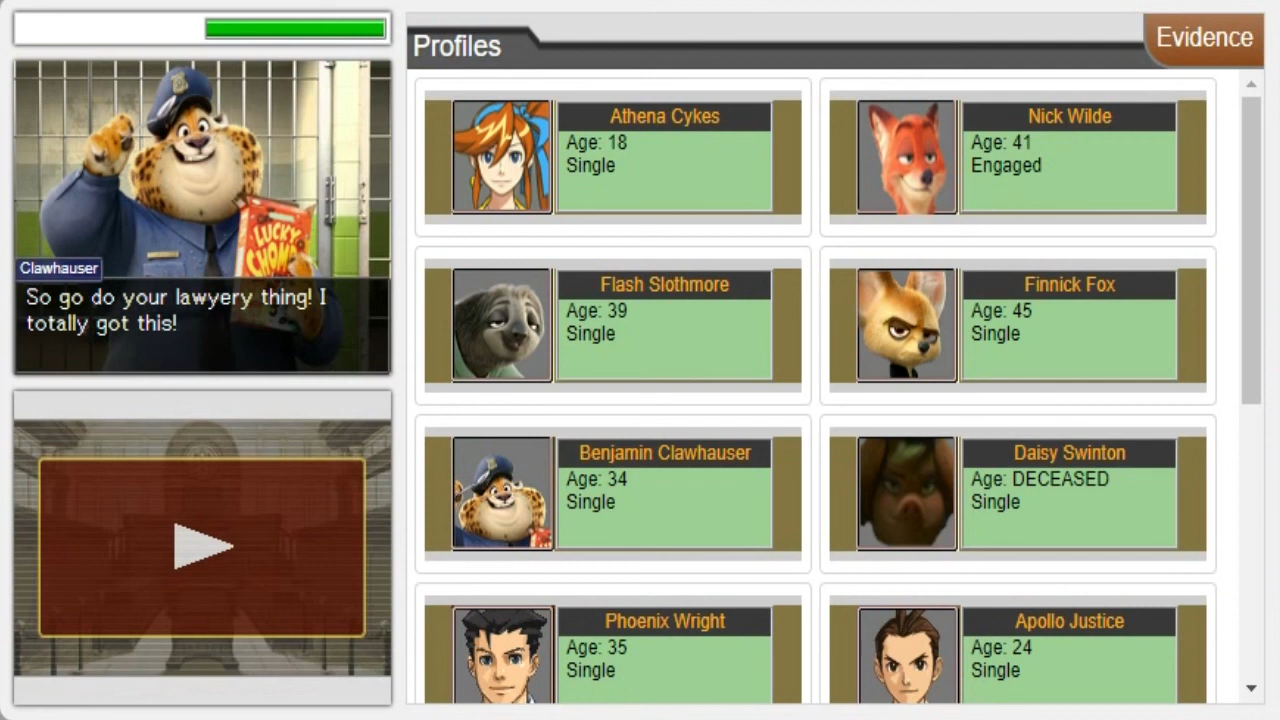 Profiles
Evidence
LUCKY
CHOMPS
Clawhauser
So go do your lawyery thing! I
totally got this!
Athena Cykes
Age: 18
Single
Nick Wilde
Age: 41
Engaged
Flash Slothmore
Age: 39
Single
Finnick Fox
Age: 45
Single
Benjamin Clawhauser
Age: 34
Single
Daisy Swinton
Age: DECEASED
Single
Phoenix Wright
Age: 35
Single
Apollo Justice
Age: 24
Single